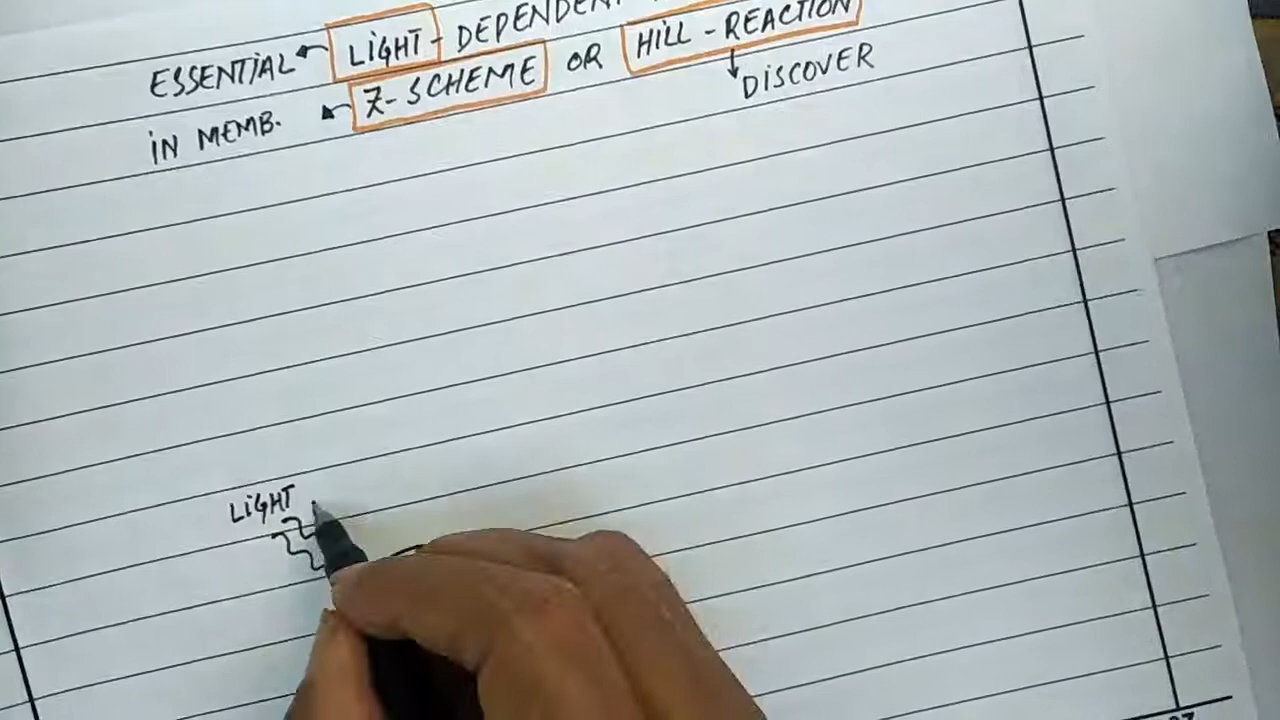 ESSENTIAL LIGHT - DEPENDENT
Z-SCHEME OR HILL - REACTION
IN MEMB. DISCOVER
LIGHT